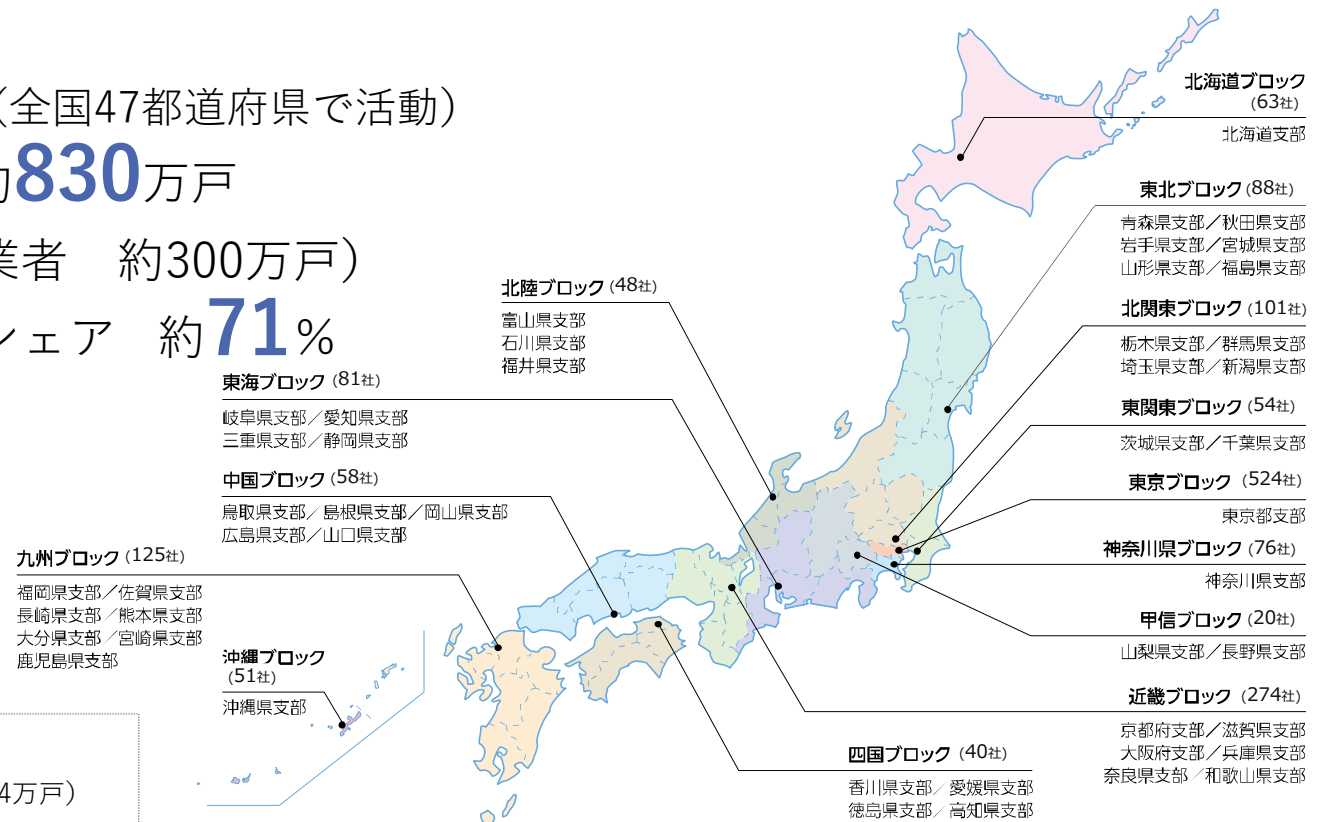 （全国47都道府県で活動）
830万戸
業者　約300万戸）
シェア　約71%
北海道ブロック
(63社)
北海道支部
東北ブロック (88社)
青森県支部／秋田県支部
岩手県支部／宮城県支部
山形県支部／福島県支部
北関東ブロック (101社)
栃木県支部／群馬県支部
埼玉県支部／新潟県支部
東関東ブロック (54社)
茨城県支部／千葉県支部
東京ブロック (524社)
東京都支部
神奈川県ブロック (76社)
神奈川県支部
甲信ブロック (20社)
山梨県支部／長野県支部
近畿ブロック (274社)
京都府支部／滋賀県支部
大阪府支部／兵庫県支部
奈良県支部／和歌山県支部
北陸ブロック (48社)
富山県支部
石川県支部
福井県支部
東海ブロック (81社)
岐阜県支部／愛知県支部
三重県支部／静岡県支部
中国ブロック (58社)
鳥取県支部／島根県支部／岡山県支部
広島県支部／山口県支部
九州ブロック (125社)
福岡県支部／佐賀県支部
長崎県支部／熊本県支部
大分県支部／宮崎県支部
鹿児島県支部
沖縄ブロック
(51社)
沖縄県支部
四国ブロック (40社)
香川県支部／愛媛県支部
徳島県支部／高知県支部
4万戸）